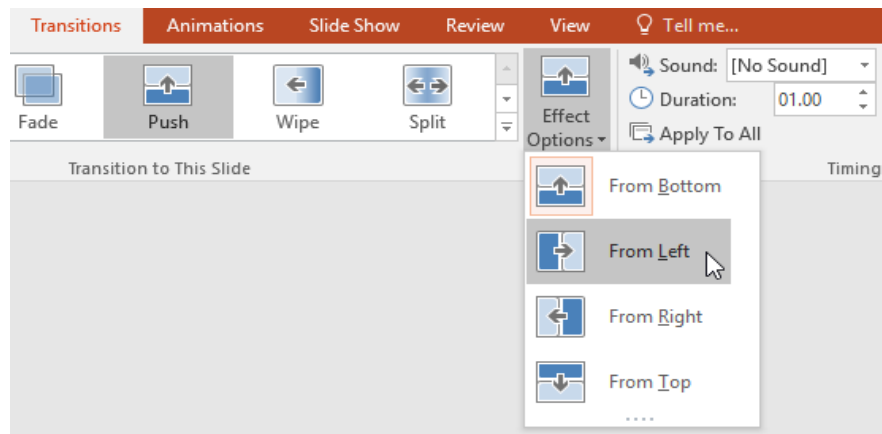 Transitions Animations Slide Show Review View Tell me...
Fade Push Wipe Split
Effect Options
Sound: [No Sound]
Duration: 01.00
Apply To All
Transition to This Slide
Timing
From Bottom
From Left
From Right
From Top